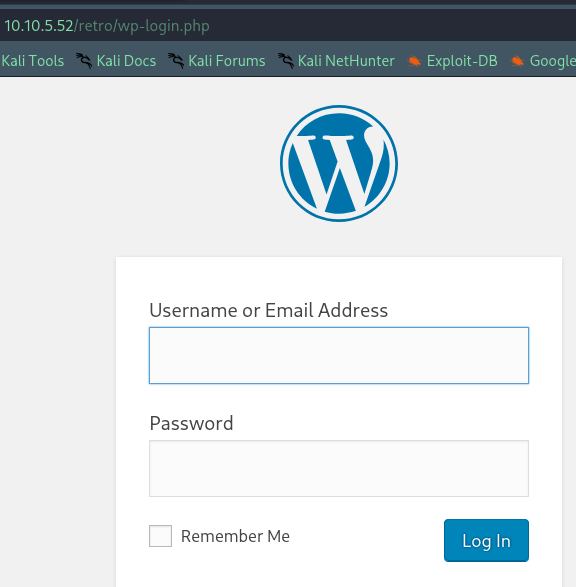 10.10.5.52/retro/wp-login.php
Kali Tools Kali Docs Kali Forums Kali NetHunter Exploit-DB Google
Username or Email Address
Password
Remember Me Log In